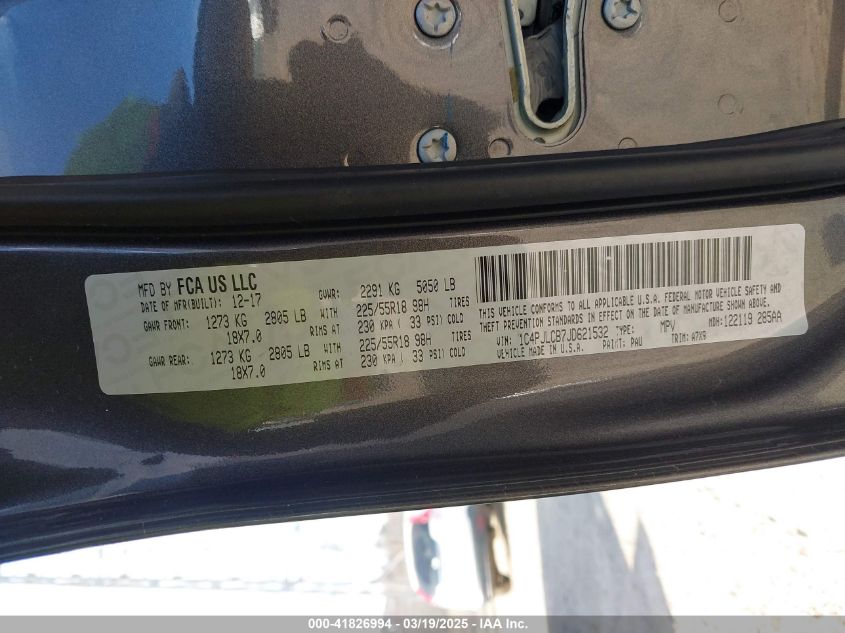 MFD BY FCA US LLC
DATE OF MFR(BUILT): 12-17
GVWR: 2291 KG 5050 LB
GAWR FRONT: 1273 KG 2805 LB WITH 225/55R18 98H TIRES
18X7.0 RIMS AT 230 KPA ( 33 PSI) COLD
GAWR REAR: 1273 KG 2805 LB WITH 225/55R18 98H TIRES
18X7.0 RIMS AT 230 KPA ( 33 PSI) COLD
THIS VEHICLE CONFORMS TO ALL APPLICABLE U.S.A. FEDERAL MOTOR VEHICLE SAFETY AND
THEFT PREVENTION STANDARDS IN EFFECT ON THE DATE OF MANUFACTURE SHOWN ABOVE.
VIN: 1C4PJLCB7JD621532 TYPE: MPV MDH: 122119 285AA
VEHICLE MADE IN U.S.A. PAINT: PAU TRIM: A7X9
000-41826994 - 03/19/2025 - IAA Inc.